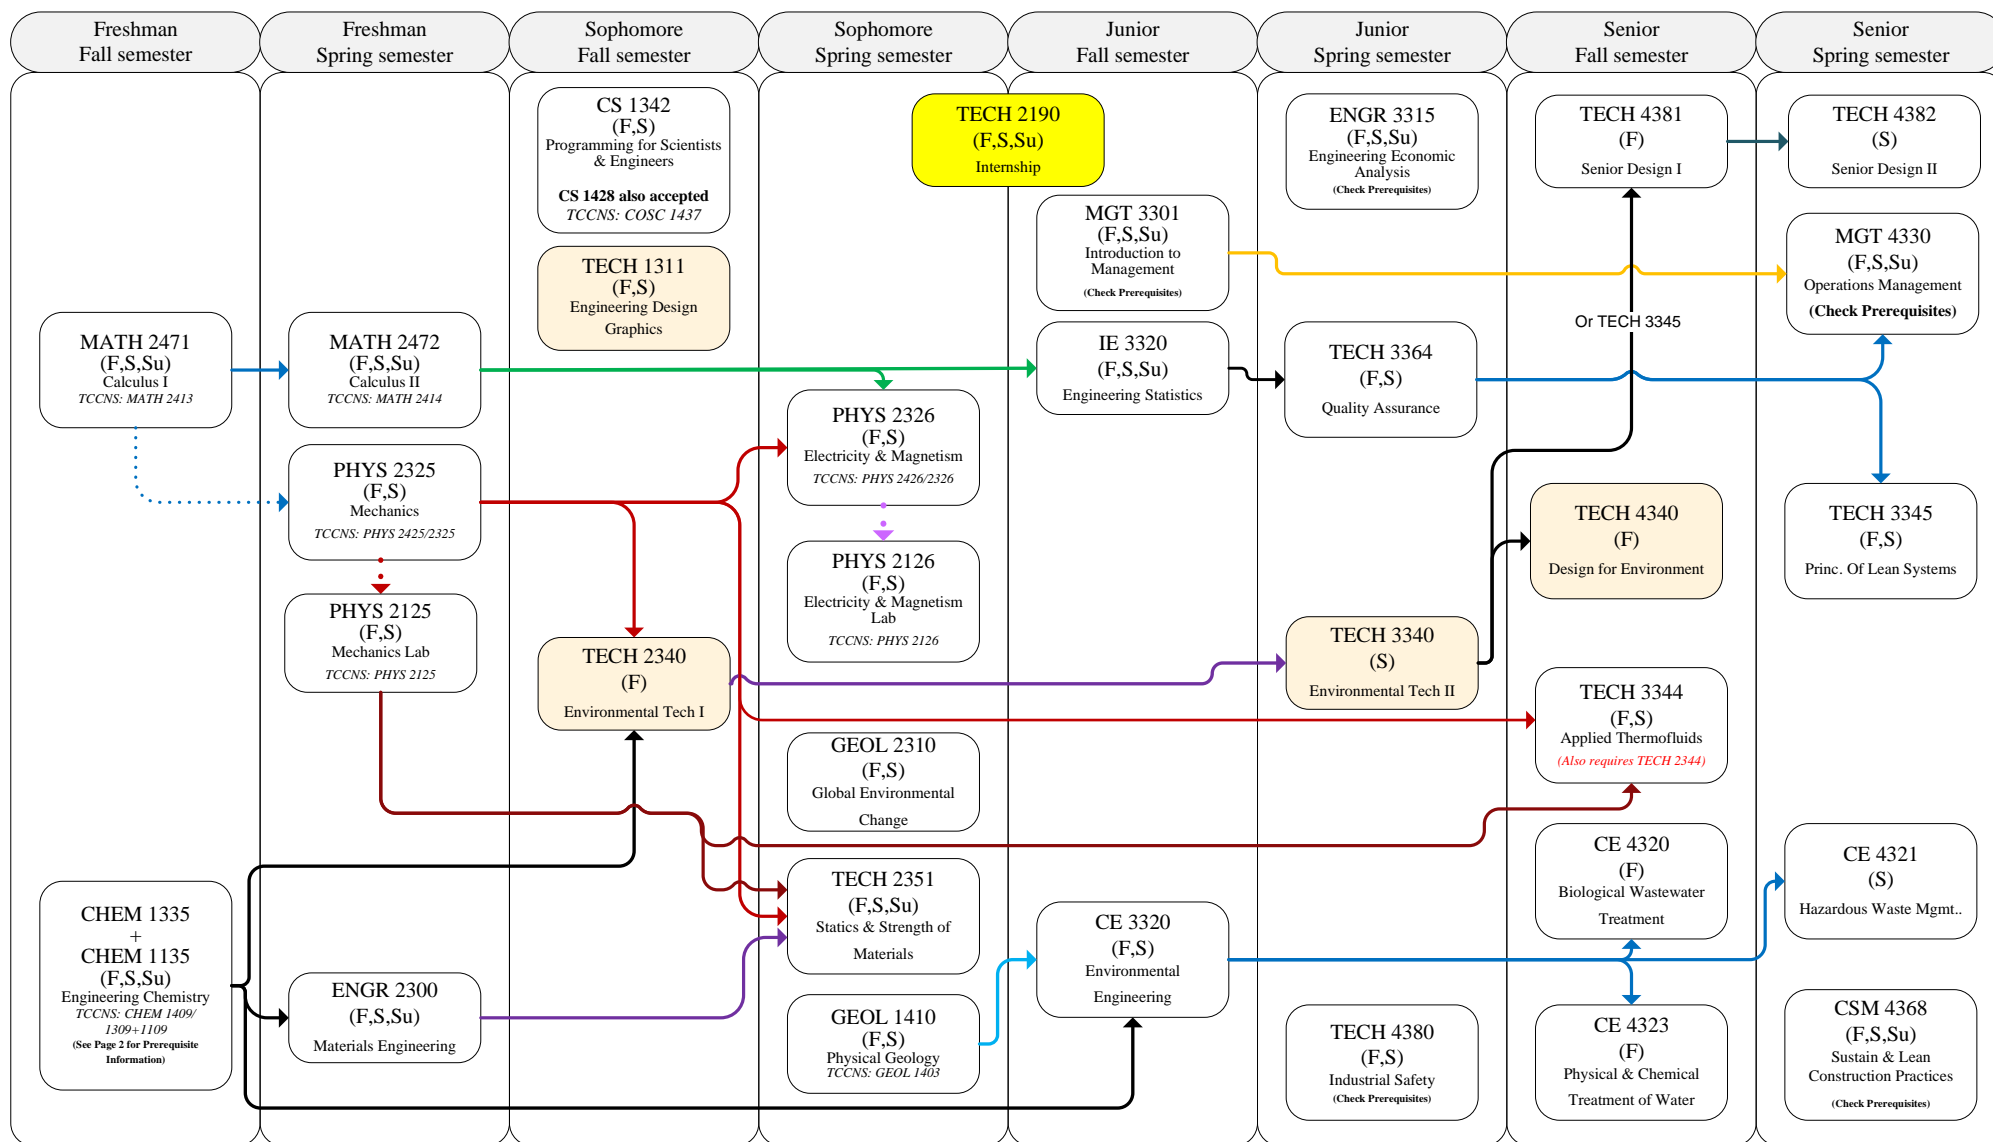 Freshman
Fall semester
Freshman
Spring semester
Sophomore
Fall semester
Sophomore
Spring semester
Junior
Fall semester
Junior
Spring semester
Senior
Fall semester
Senior
Spring semester
MATH 2471
(F,S,Su)
Calculus I
TCCNS: MATH 2413
CHEM 1335
+
CHEM 1135
(F,S,Su)
Engineering Chemistry
TCCNS: CHEM 1409/
1309+1109
(See Page 2 for Prerequisite
Information)
MATH 2472
(F,S,Su)
Calculus II
TCCNS: MATH 2414
PHYS 2325
(F,S)
Mechanics
TCCNS: PHYS 2425/2325
PHYS 2125
(F,S)
Mechanics Lab
TCCNS: PHYS 2125
ENGR 2300
(F,S,Su)
Materials Engineering
CS 1342
(F,S)
Programming for Scientists
& Engineers
CS 1428 also accepted
TCCNS: COSC 1437
TECH 1311
(F,S)
Engineering Design
Graphics
TECH 2340
(F)
Environmental Tech I
TECH 2190
(F,S,Su)
Internship
PHYS 2326
(F,S)
Electricity & Magnetism
TCCNS: PHYS 2426/2326
PHYS 2126
(F,S)
Electricity & Magnetism
Lab
TCCNS: PHYS 2126
GEOL 2310
(F,S)
Global Environmental
Change
TECH 2351
(F,S,Su)
Statics & Strength of
Materials
GEOL 1410
(F,S)
Physical Geology
TCCNS: GEOL 1403
MGT 3301
(F,S,Su)
Introduction to
Management
(Check Prerequisites)
IE 3320
(F,S,Su)
Engineering Statistics
CE 3320
(F,S)
Environmental
Engineering
ENGR 3315
(F,S,Su)
Engineering Economic
Analysis
(Check Prerequisites)
TECH 3364
(F,S)
Quality Assurance
TECH 3340
(S)
Environmental Tech II
TECH 4380
(F,S)
Industrial Safety
(Check Prerequisites)
TECH 4381
(F)
Senior Design I
Or TECH 3345
TECH 4340
(F)
Design for Environment
TECH 3344
(F,S)
Applied Thermofluids
(Also requires TECH 2344)
CE 4320
(F)
Biological Wastewater
Treatment
CE 4323
(F)
Physical & Chemical
Treatment of Water
TECH 4382
(S)
Senior Design II
MGT 4330
(F,S,Su)
Operations Management
(Check Prerequisites)
TECH 3345
(F,S)
Princ. Of Lean Systems
CE 4321
(S)
Hazardous Waste Mgmt..
CSM 4368
(F,S,Su)
Sustain & Lean
Construction Practices
(Check Prerequisites)